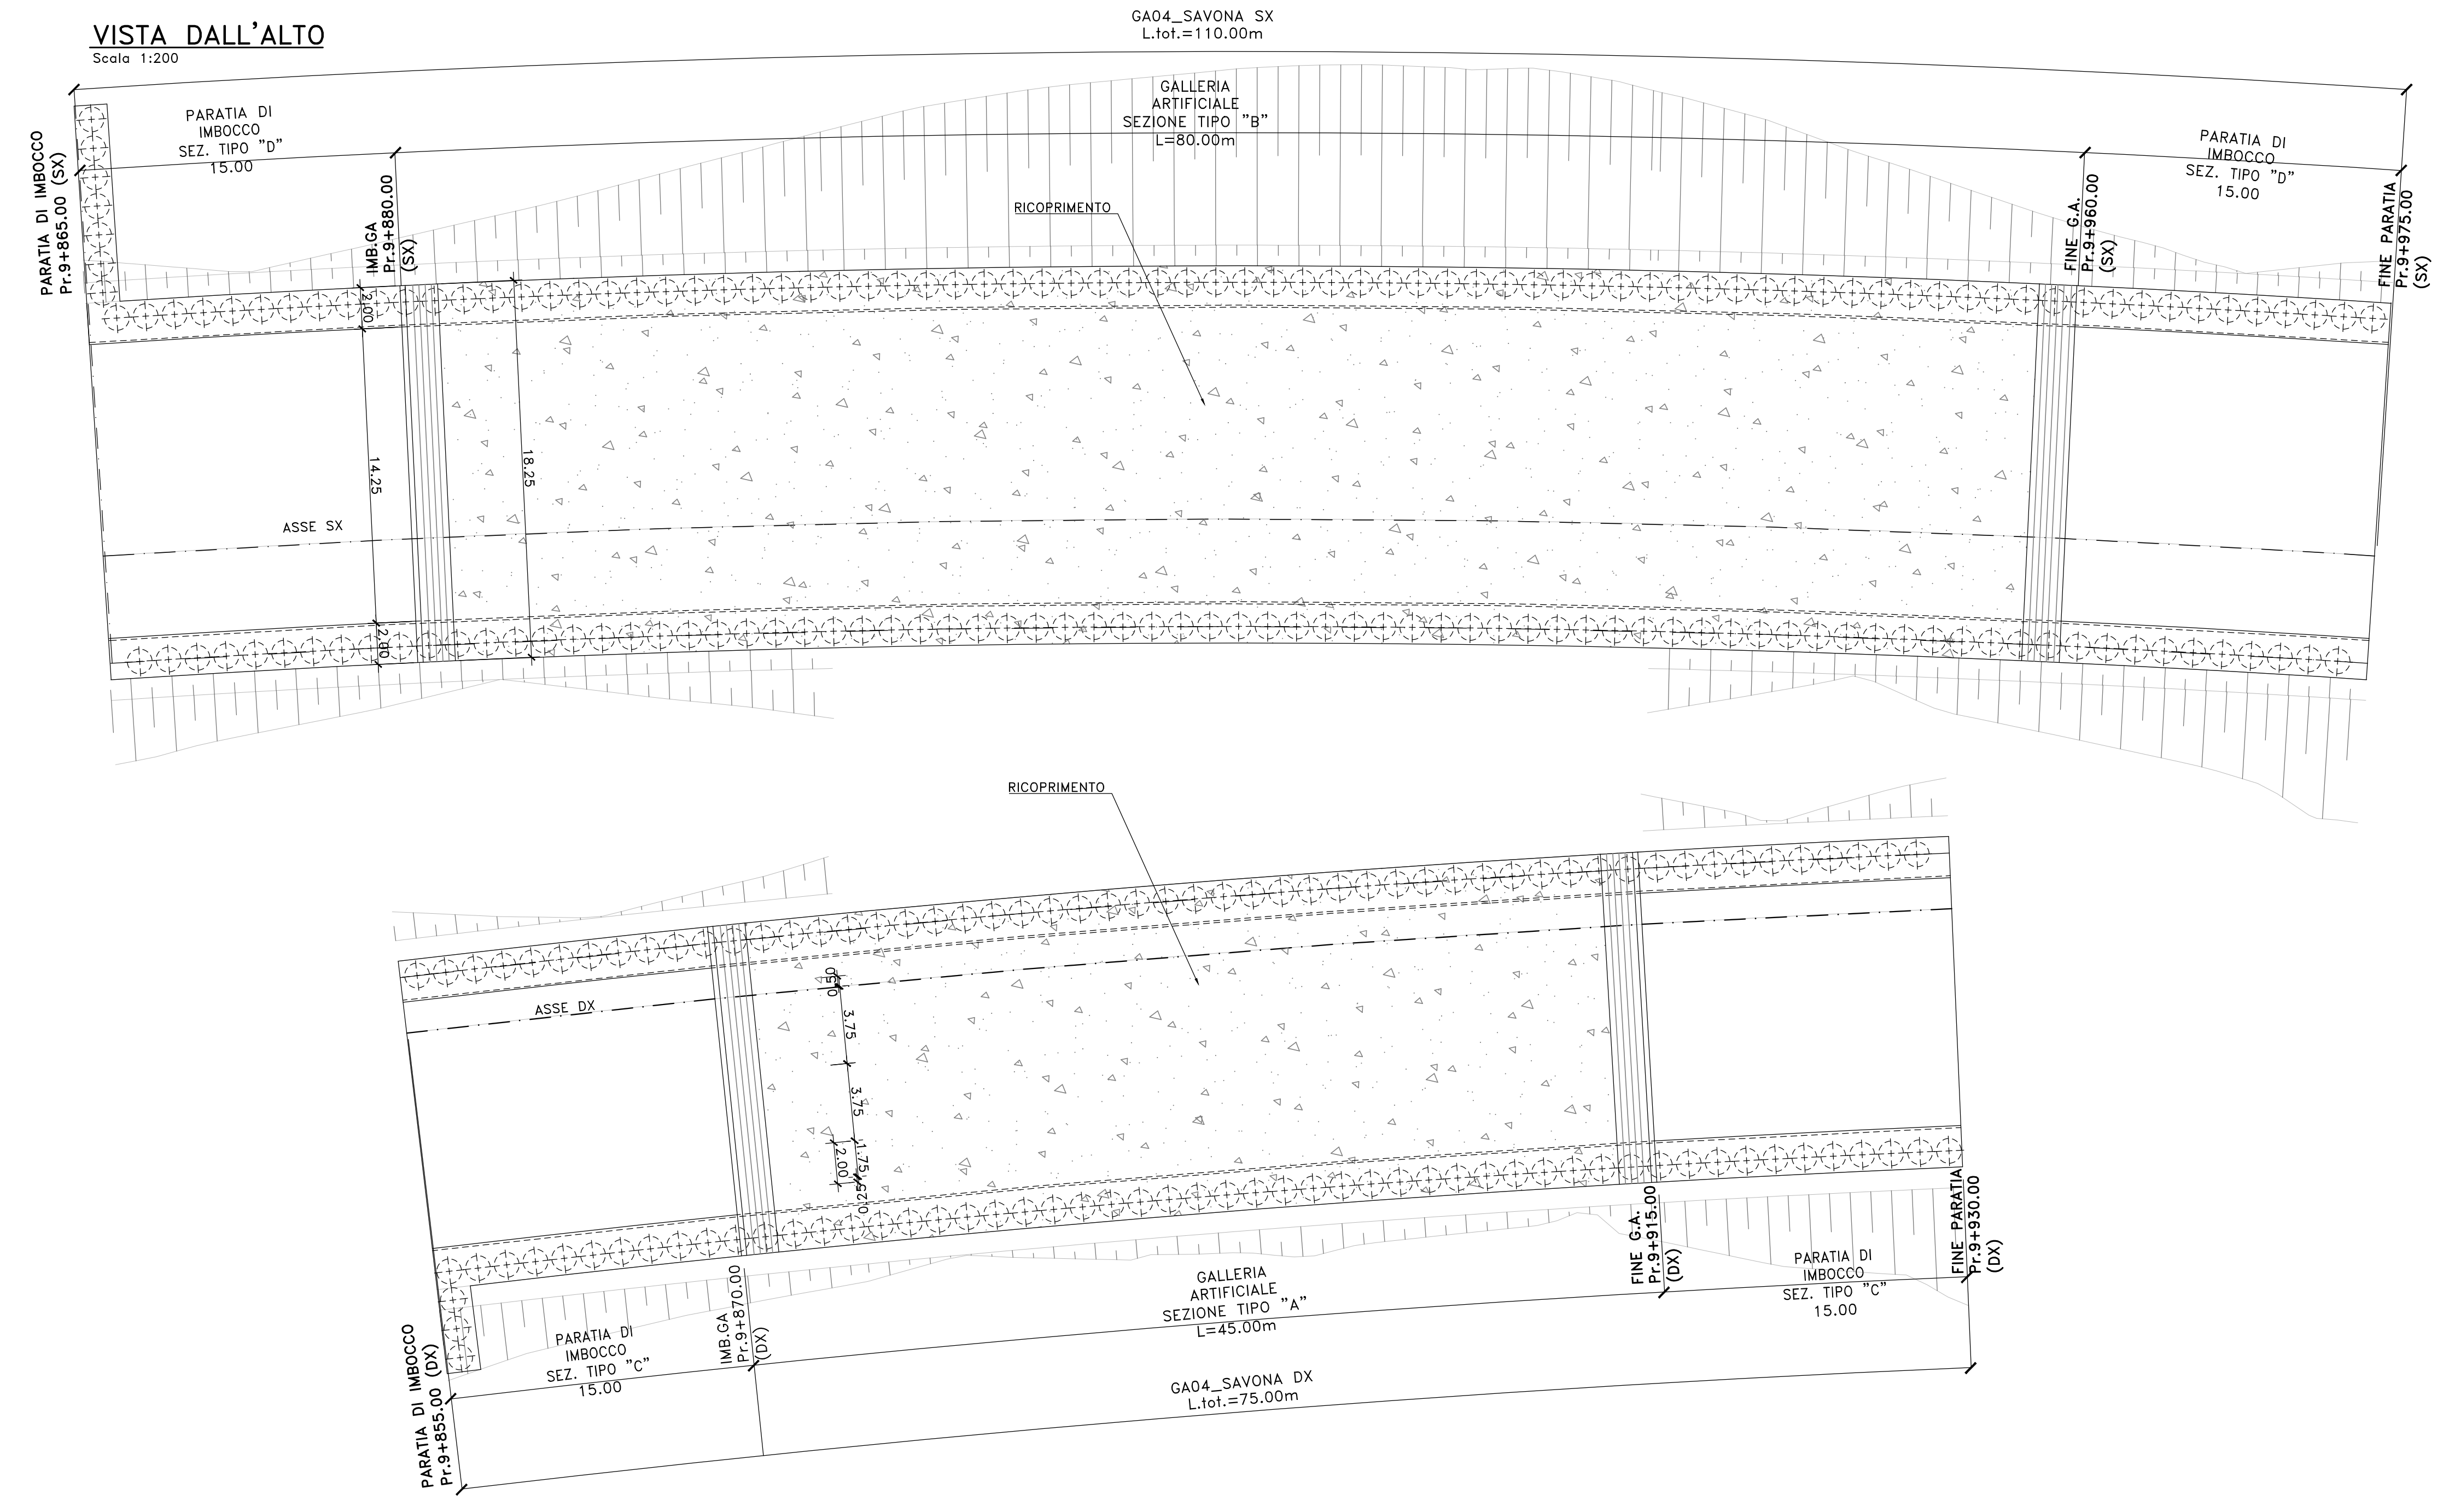 VISTA DALL'ALTO
Scala 1:200
GA04_SAVONA SX
L.tot.=110.00m
PARATIA DI
IMBOCCO
SEZ. TIPO "D"
15.00
GALLERIA
ARTIFICIALE
SEZIONE TIPO "B"
L=80.00m
PARATIA DI
IMBOCCO
SEZ. TIPO "D"
15.00
PARATIA DI IMBOCCO
Pr.9+865.00 (SX)
IMB.GA
Pr.9+880.00
(SX)
FINE G.A.
Pr.9+960.00
(SX)
FINE PARATIA
Pr.9+975.00
(SX)
RICOPRIMENTO
2.00
14.25
18.25
2.00
ASSE SX
RICOPRIMENTO
ASSE DX
0.50
3.75
3.75
1.75
2.00
0.25
PARATIA DI IMBOCCO
Pr.9+855.00 (DX)
IMB.GA
Pr.9+870.00
(DX)
FINE G.A.
Pr.9+915.00
(DX)
FINE PARATIA
Pr.9+930.00
(DX)
PARATIA DI
IMBOCCO
SEZ. TIPO "C"
15.00
GALLERIA
ARTIFICIALE
SEZIONE TIPO "A"
L=45.00m
PARATIA DI
IMBOCCO
SEZ. TIPO "C"
15.00
GA04_SAVONA DX
L.tot.=75.00m